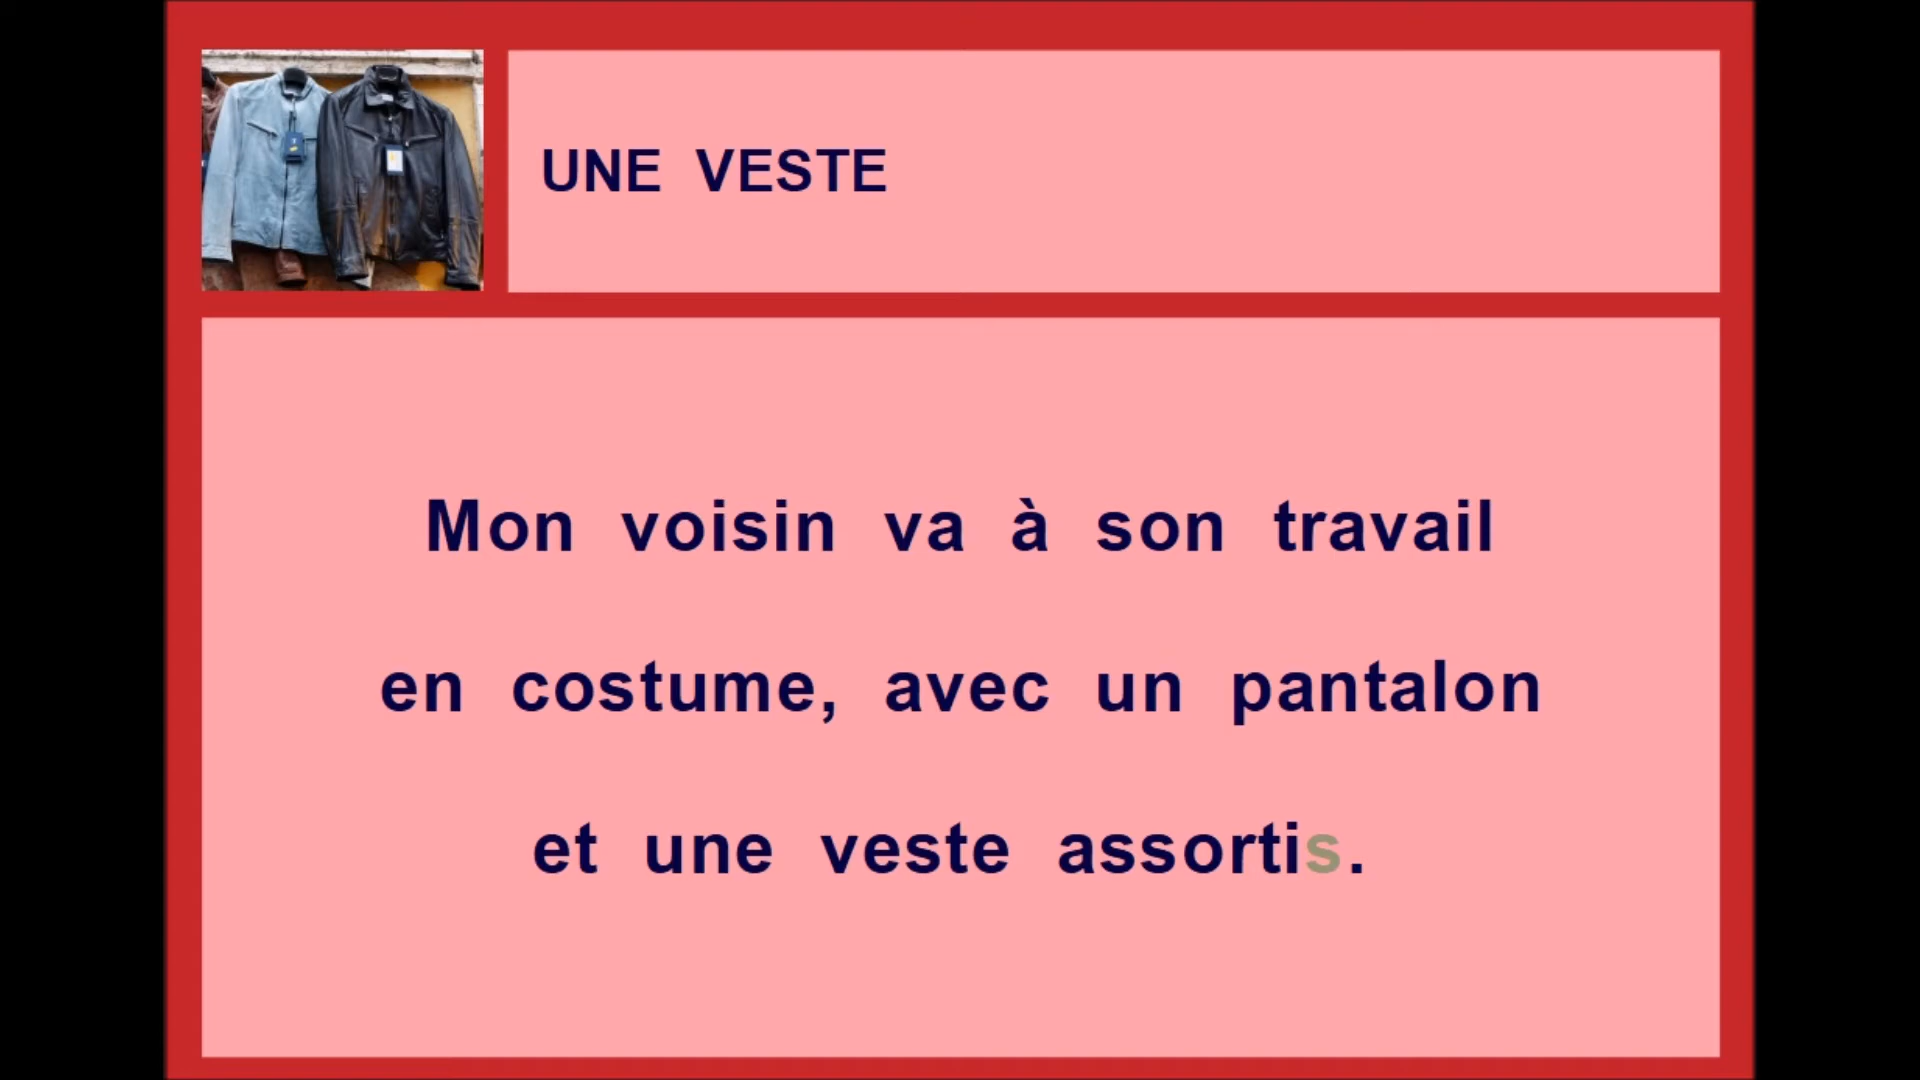 UNE VESTE
Mon voisin va à son travail
en costume, avec un pantalon
et une veste assortis.